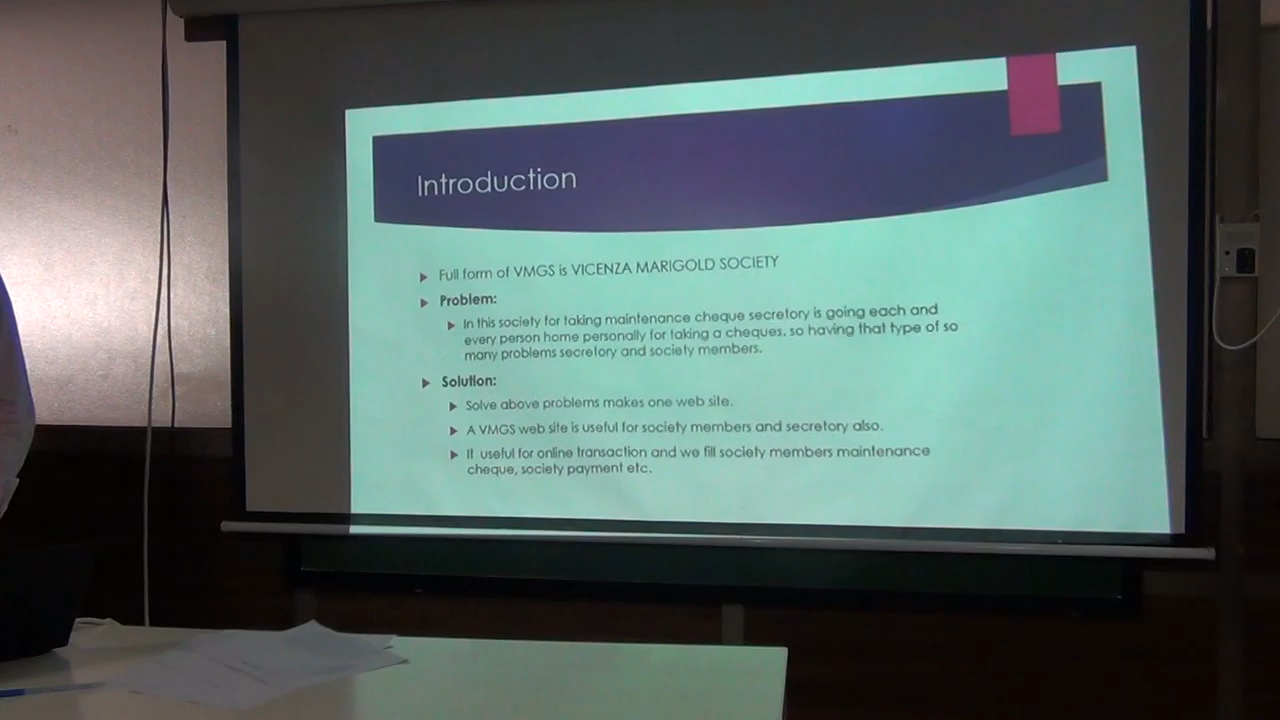 Introduction
Full form of VMGS is VICENZA MARIGOLD SOCIETY
Problem:
In this society for taking maintenance cheque secretory is going each and
every person home personally for taking a cheques. so having that type of so
many problems secretory and society members.
Solution:
Solve above problems makes one web site.
A VMGS web site is useful for society members and secretory also.
It useful for online transaction and we fill society members maintenance
cheque, society payment etc.